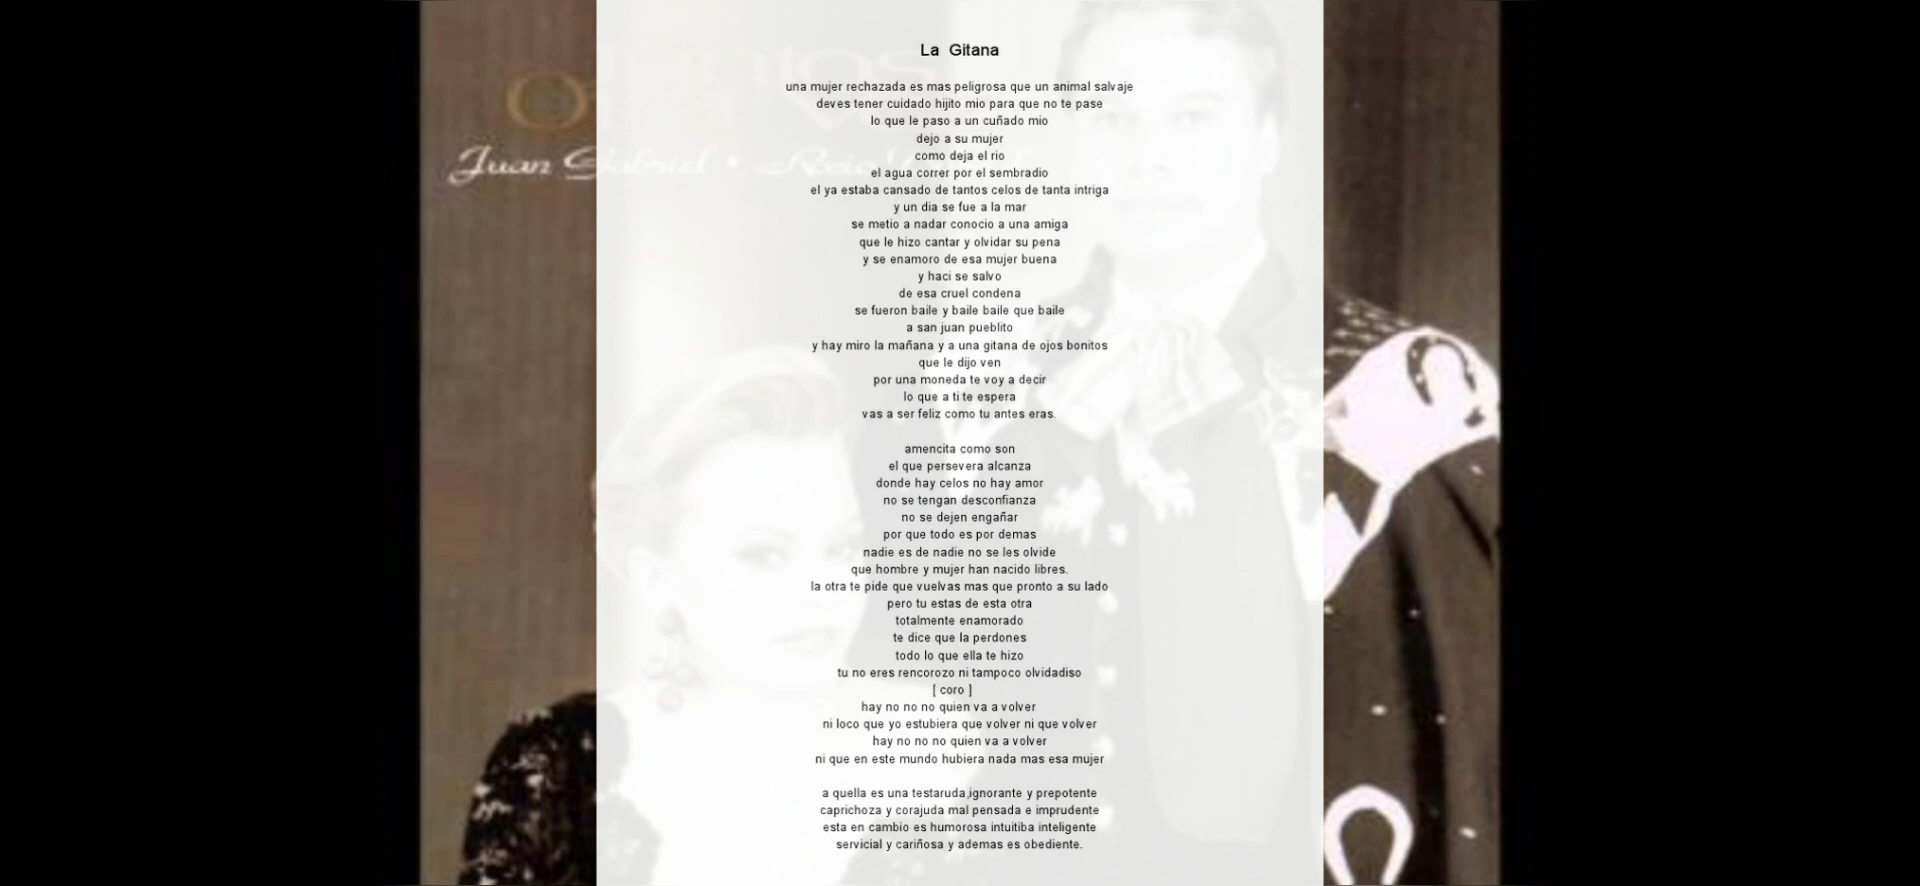 Juan Gabriel •
La Gitana
una mujer rechazada es mas peligrosa que un animal salvaje
deves tener cuidado hijito mio para que no te pase
lo que le paso a un cuñado mio
dejo a su mujer
como deja el rio
el agua correr por el sembradio
el ya estaba cansado de tantos celos de tanta intriga
y un dia se fue a la mar
se metio a nadar conocio a una amiga
que le hizo cantar y olvidar su pena
y se enamoro de esa mujer buena
y haci se salvo
de esa cruel condena
se fueron baile y baile baile que baile
a san juan pueblito
y hay miro la mañana y a una gitana de ojos bonitos
que le dijo ven
por una moneda te voy a decir
lo que a ti te espera
vas a ser feliz como tu antes eras.
amencita como son
el que persevera alcanza
donde hay celos no hay amor
no se tengan desconfianza
no se dejen engañar
por que todo es por demas
nadie es de nadie no se les olvide
que hombre y mujer han nacido libres.
la otra te pide que vuelvas mas que pronto a su lado
pero tu estas de esta otra
totalmente enamorado
te dice que la perdones
todo lo que ella te hizo
tu no eres rencorozo ni tampoco olvidadiso
[ coro ]
hay no no no quien va a volver
ni loco que yo estubiera que volver ni que volver
hay no no no quien va a volver
ni que en este mundo hubiera nada mas esa mujer
a quella es una testaruda,ignorante y prepotente
caprichoza y corajuda mal pensada e imprudente
esta en cambio es humorosa intuitiba inteligente
servicial y cariñosa y ademas es obediente.